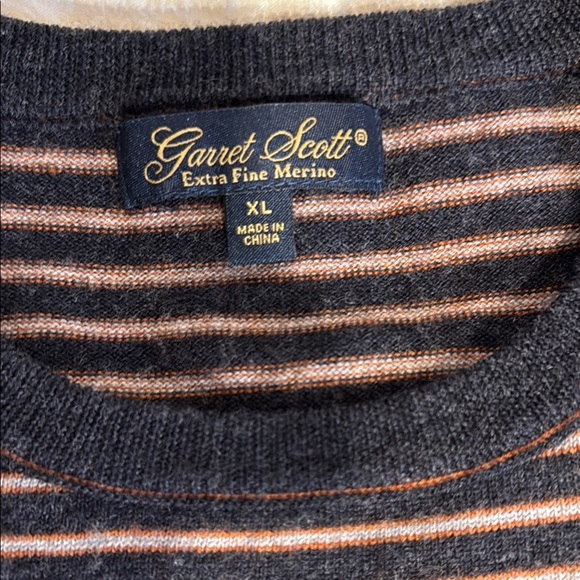 Garret Scott®
Extra Fine Merino
XL
MADE IN
CHINA